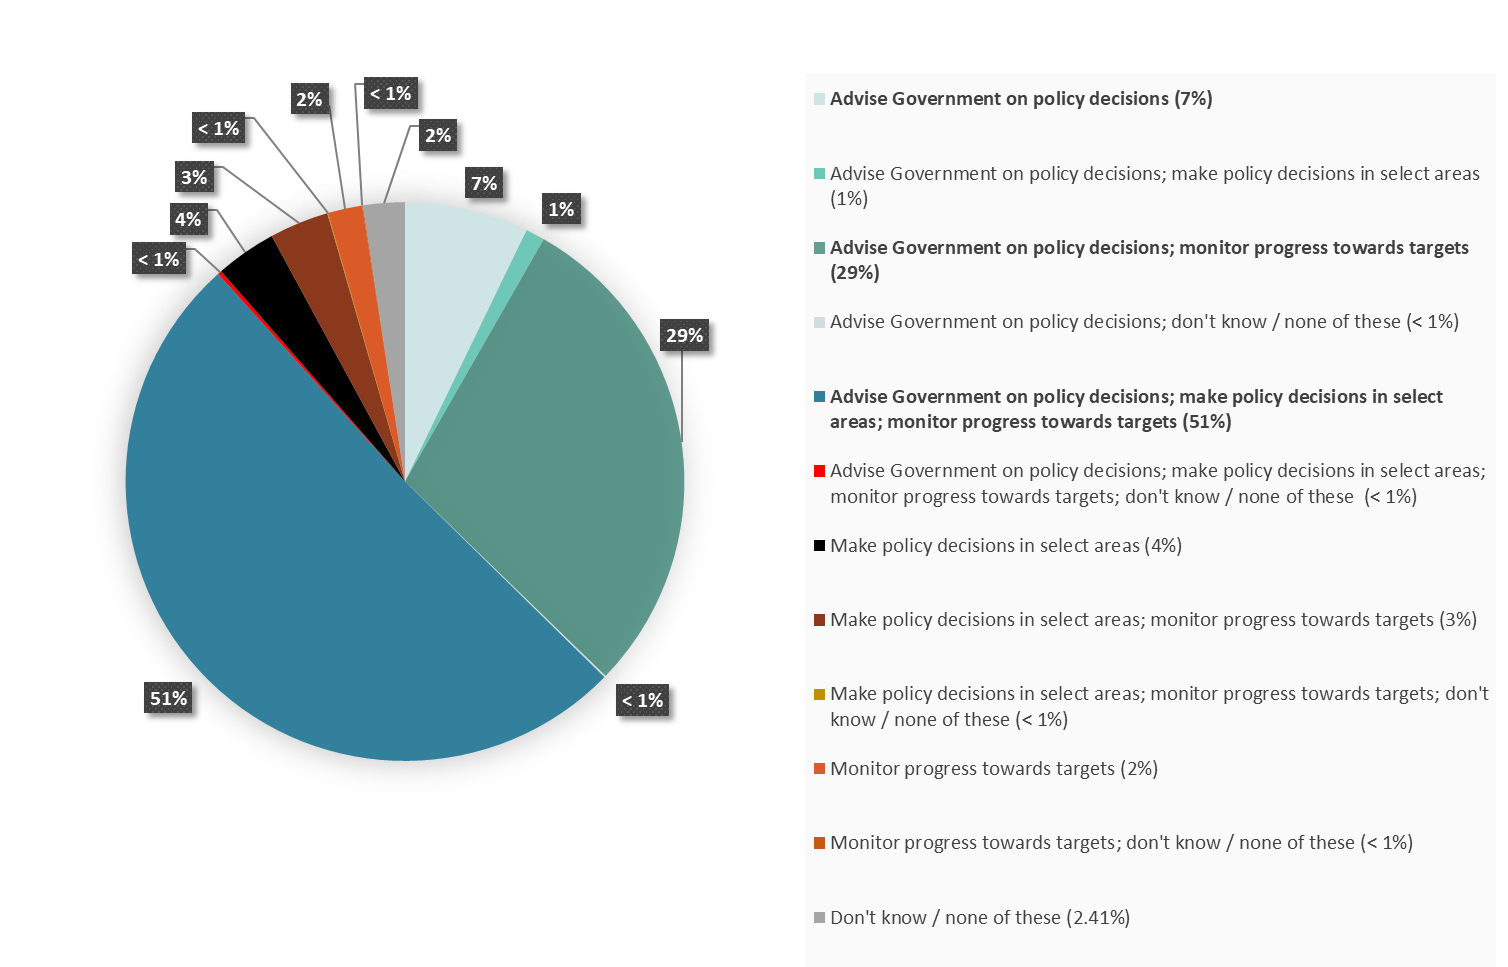 < 1%
2%
2%
< 1%
7%
3%
1%
4%
< 1%
29%
51%
< 1%
Advise Government on policy decisions (7%)
Advise Government on policy decisions; make policy decisions in select areas
(1%)
Advise Government on policy decisions; monitor progress towards targets
(29%)
Advise Government on policy decisions; don't know / none of these (< 1%)
Advise Government on policy decisions; make policy decisions in select
areas; monitor progress towards targets (51%)
Advise Government on policy decisions; make policy decisions in select areas;
monitor progress towards targets; don't know / none of these  (< 1%)
Make policy decisions in select areas (4%)
Make policy decisions in select areas; monitor progress towards targets (3%)
Make policy decisions in select areas; monitor progress towards targets; don't
know / none of these (< 1%)
Monitor progress towards targets (2%)
Monitor progress towards targets; don't know / none of these (< 1%)
Don't know / none of these (2.41%)